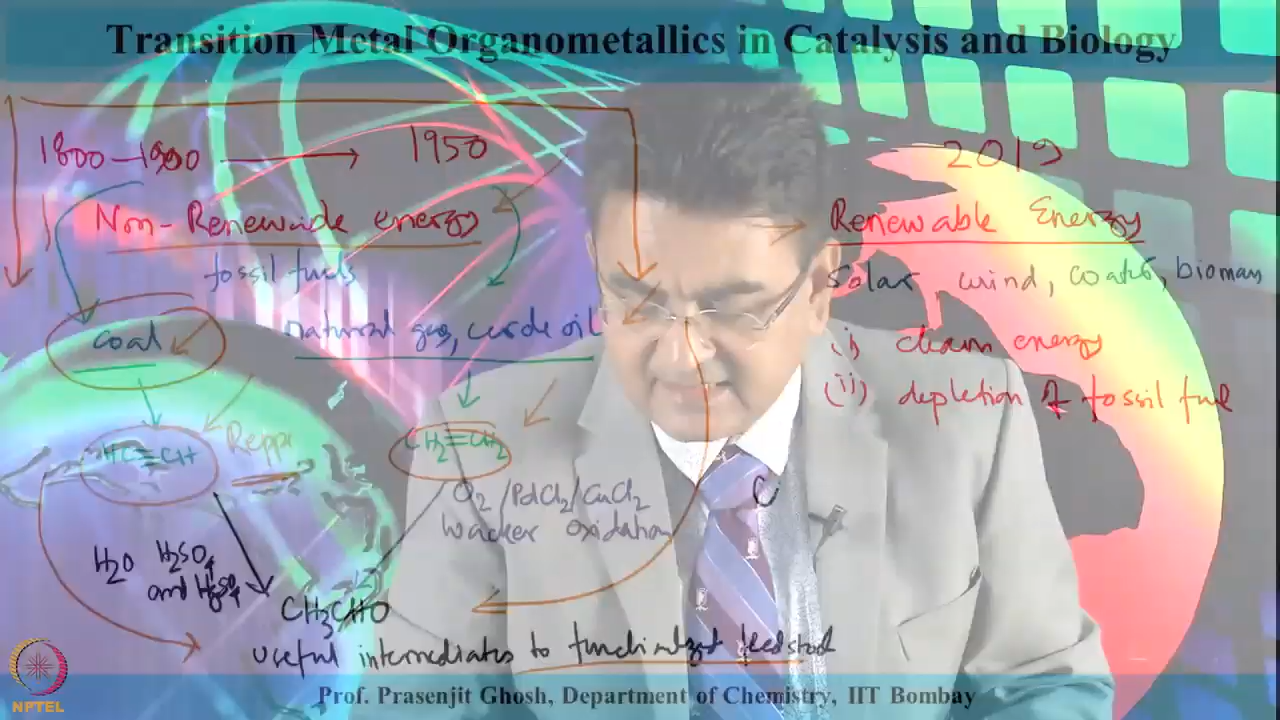 Transition Metal Organometallics in Catalysis and Biology
1800–1900 → 1950
2019
Non-Renewable energy
Renewable Energy
fossil fuels
solar, wind, water, biomass
coal
natural gas, crude oil
(i) clean energy
(ii) depletion of fossil fuel
HC≡CH
Reppe
CH2=CH2
O2/PdCl2/CuCl2
Wacker oxidation
C
H2O H2SO4
and HgSO4
CH3CHO
useful intermediates to functionalized feedstock
Prof. Prasenjit Ghosh, Department of Chemistry, IIT Bombay
NPTEL